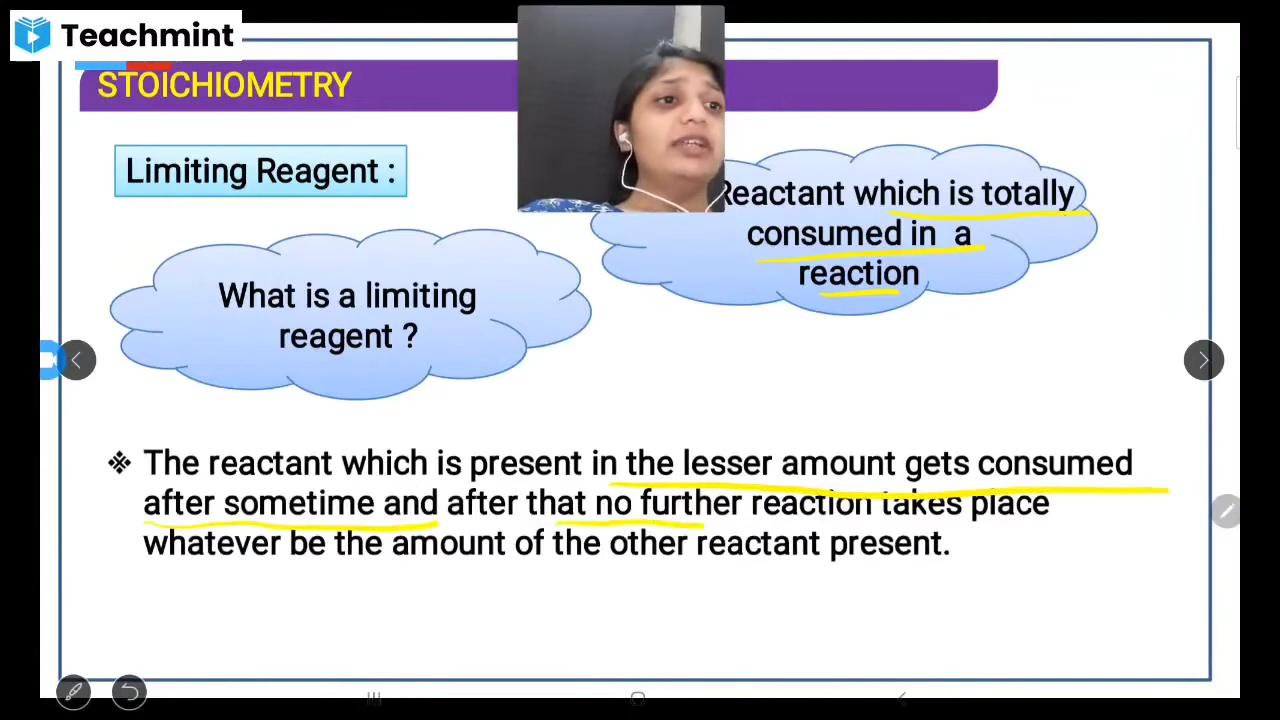 Teachmint
STOICHIOMETRY
Limiting Reagent :
Reactant which is totally
consumed in a
reaction
What is a limiting
reagent ?
The reactant which is present in the lesser amount gets consumed
after sometime and after that no further reaction takes place
whatever be the amount of the other reactant present.